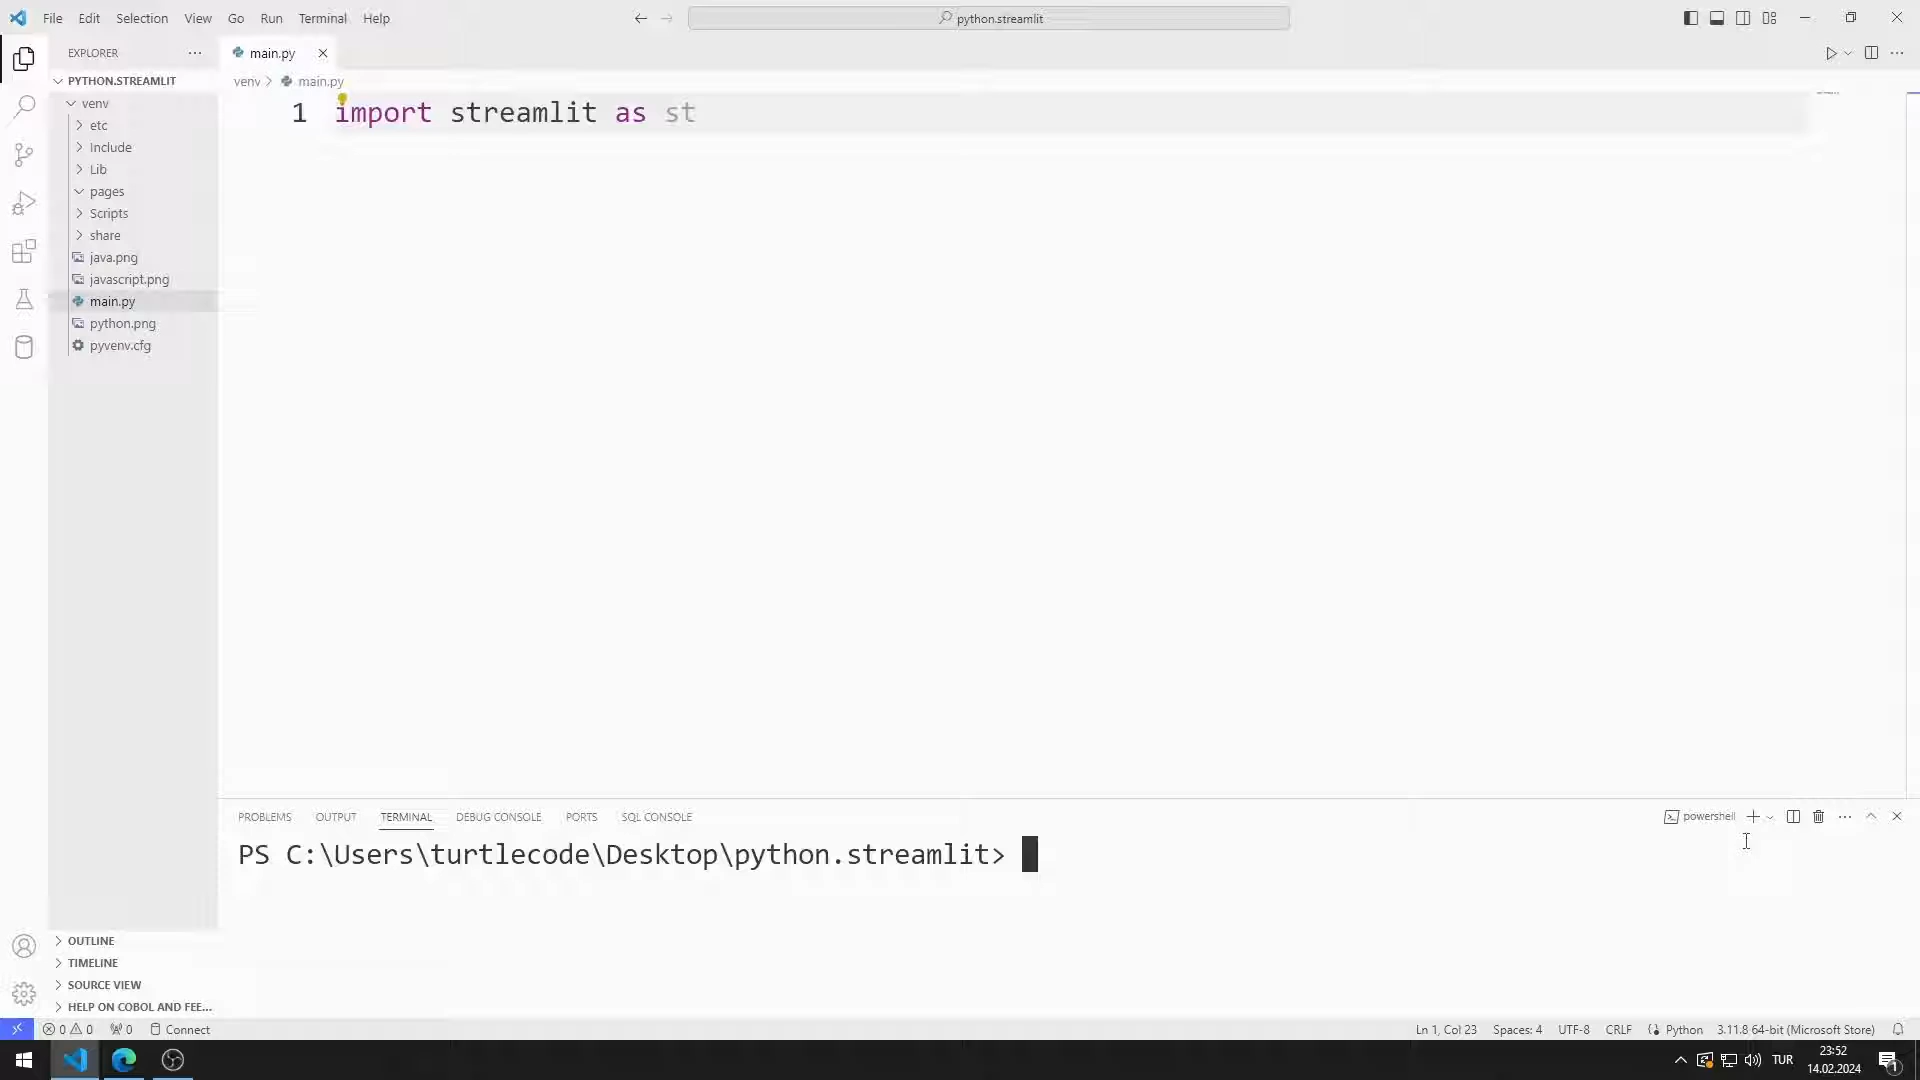 File Edit Selection View Go Run Terminal Help
python.streamlit
EXPLORER
main.py
PYTHON.STREAMLIT
venv
etc
Include
Lib
pages
Scripts
share
java.png
javascript.png
main.py
python.png
pyvenv.cfg
venv > main.py
1 import streamlit as st
PROBLEMS OUTPUT TERMINAL DEBUG CONSOLE PORTS SQL CONSOLE
powershell
PS C:\Users\turtlecode\Desktop\python.streamlit>
OUTLINE
TIMELINE
SOURCE VIEW
HELP ON COBOL AND FEE...
0 0 0 Connect
Ln 1, Col 23 Spaces: 4 UTF-8 CRLF Python 3.11.8 64-bit (Microsoft Store)
TUR
23:52
14.02.2024
1